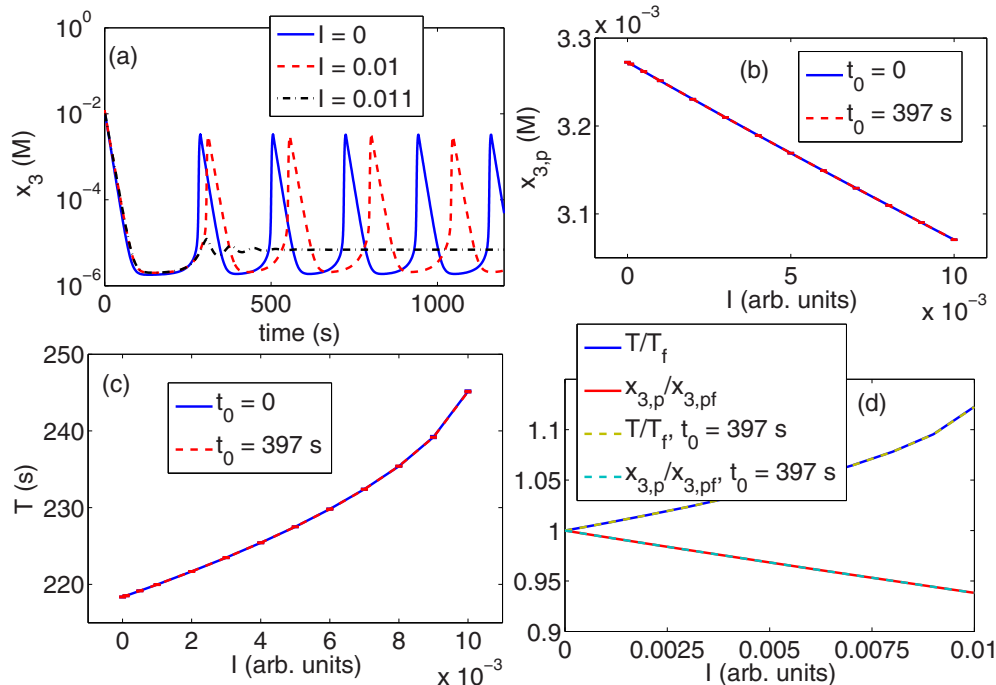 (a)
10^0
10^-2
10^-4
10^-6
x_3 (M)
I = 0
I = 0.01
I = 0.011
0 500 1000
time (s)
(b)
x 10^-3
3.3
3.2
3.1
x_3,p (M)
t_0 = 0
t_0 = 397 s
0 5 10
I (arb. units)
x 10^-3
(c)
250
240
230
220
T (s)
t_0 = 0
t_0 = 397 s
0 2 4 6 8 10
I (arb. units)
x 10^-3
(d)
T/T_f
x_3,p/x_3,pf
T/T_f, t_0 = 397 s
x_3,p/x_3,pf, t_0 = 397 s
1.1
1.05
1
0.95
0.9
0 0.0025 0.005 0.0075 0.01
I (arb. units)